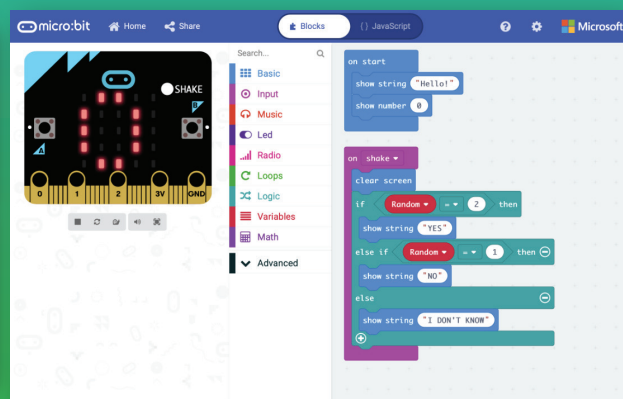 micro:bit Home Share Blocks {} JavaScript ? Microsoft
SHAKE
B
A
0 1 2 3V GND
Search...
Basic
Input
Music
Led
Radio
Loops
Logic
Variables
Math
Advanced
on start
show string "Hello!"
show number 0
on shake
clear screen
if Random = 2 then
show string "YES"
else if Random = 1 then
show string "NO"
else
show string "I DON'T KNOW"